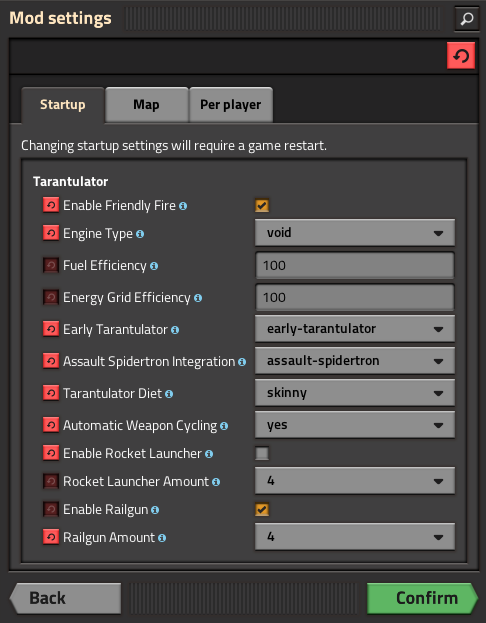 Mod settings
Startup
Map
Per player
Changing startup settings will require a game restart.
Tarantulator
Enable Friendly Fire
Engine Type
void
Fuel Efficiency
100
Energy Grid Efficiency
100
Early Tarantulator
early-tarantulator
Assault Spidertron Integration
assault-spidertron
Tarantulator Diet
skinny
Automatic Weapon Cycling
yes
Enable Rocket Launcher
Rocket Launcher Amount
4
Enable Railgun
Railgun Amount
4
Back
Confirm